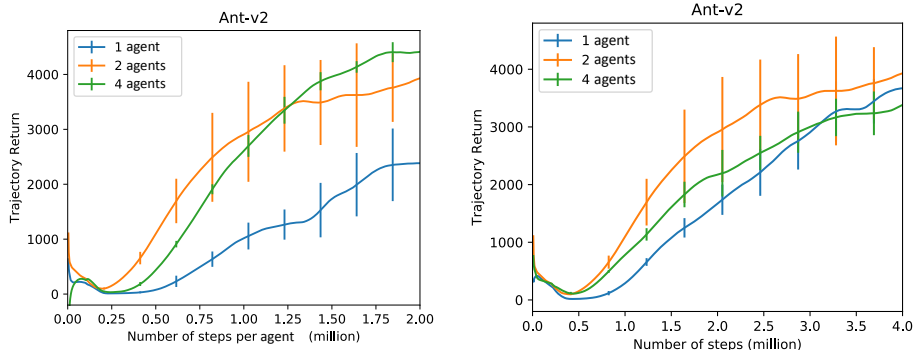 Ant-v2
1 agent
2 agents
4 agents
Trajectory Return
4000
3000
2000
1000
0
0.00 0.25 0.50 0.75 1.00 1.25 1.50 1.75 2.00
Number of steps per agent (million)
Ant-v2
1 agent
2 agents
4 agents
Trajectory Return
4000
3000
2000
1000
0
0.0 0.5 1.0 1.5 2.0 2.5 3.0 3.5 4.0
Number of steps (million)